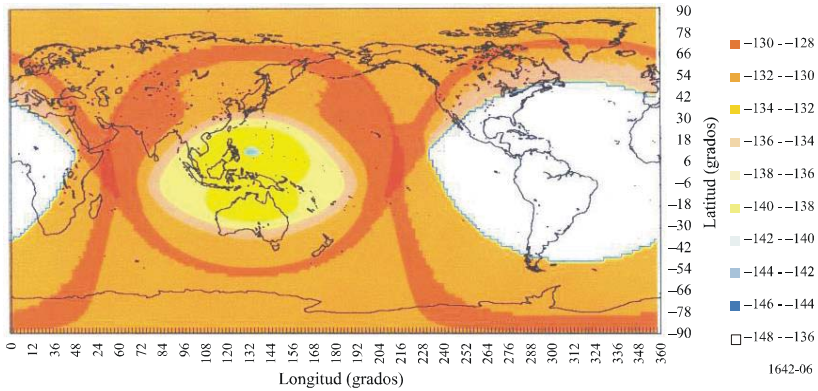 90
78
66
54
42
30
18
6
–6
–18
–30
–42
–54
–66
–78
–90
Latitud (grados)
0 12 36 48 24 60 72 84 96 108 120 132 144 156 168 180 192 204 216 228 240 252 264 276 288 300 312 324 336 348 360
Longitud (grados)
–130 - –128
–132 - –130
–134 - –132
–136 - –134
–138 - –136
–140 - –138
–142 - –140
–144 - –142
–146 - –144
–148 - –136
1642-06